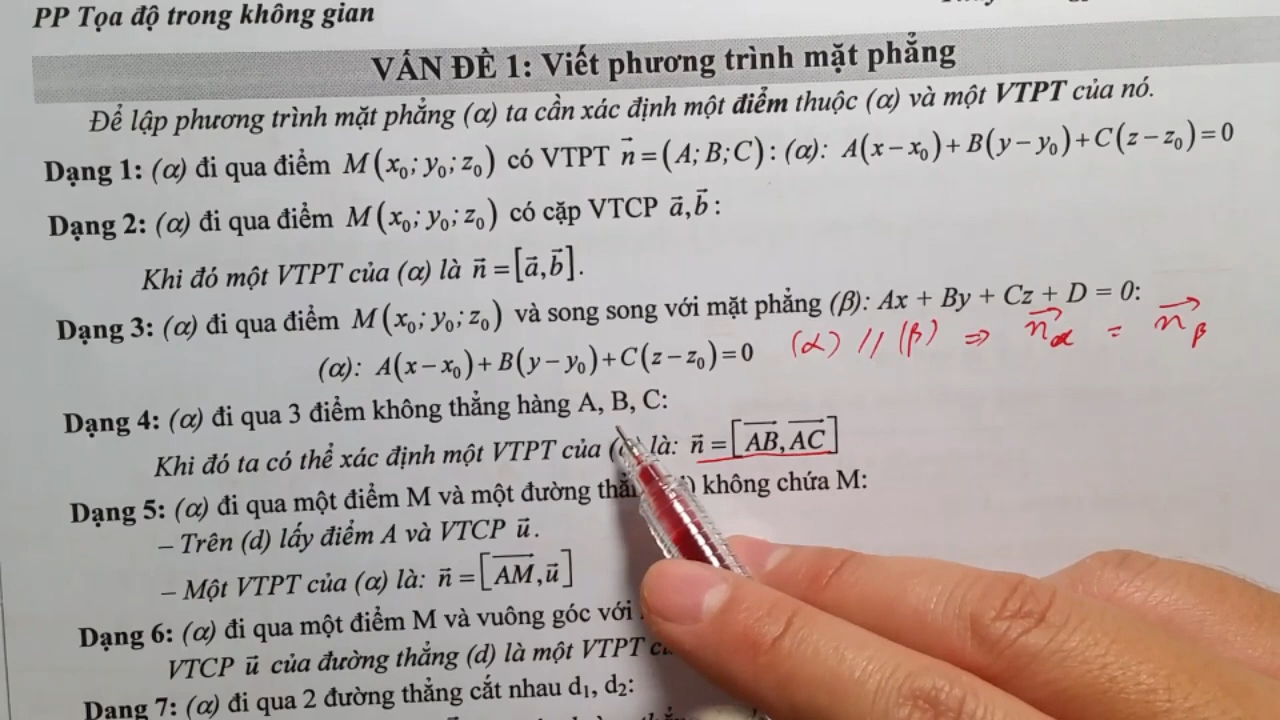 PP Tọa độ trong không gian
VẤN ĐỀ 1: Viết phương trình mặt phẳng
Để lập phương trình mặt phẳng (α) ta cần xác định một điểm thuộc (α) và một VTPT của nó.
Dạng 1: (α) đi qua điểm M(x₀; y₀; z₀) có VTPT n⃗ = (A; B; C) : (α): A(x − x₀) + B(y − y₀) + C(z − z₀) = 0
Dạng 2: (α) đi qua điểm M(x₀; y₀; z₀) có cặp VTCP a⃗, b⃗ :
Khi đó một VTPT của (α) là n⃗ = [a⃗, b⃗].
Dạng 3: (α) đi qua điểm M(x₀; y₀; z₀) và song song với mặt phẳng (β): Ax + By + Cz + D = 0:
(α): A(x − x₀) + B(y − y₀) + C(z − z₀) = 0 (α) // (β) ⇒ n⃗α = n⃗β
Dạng 4: (α) đi qua 3 điểm không thẳng hàng A, B, C:
Khi đó ta có thể xác định một VTPT của là: n⃗ = [AB⃗, AC⃗]
Dạng 5: (α) đi qua một điểm M và một đường không chứa M:
– Trên (d) lấy điểm A và VTCP u⃗.
– Một VTPT của (α) là: n⃗ = [AM⃗, u⃗]
Dạng 6: (α) đi qua một điểm M và vuông góc với
VTCP u⃗ của đường thẳng (d) là một VTPT
Dạng 7: (α) đi qua 2 đường thẳng cắt nhau d₁, d₂: